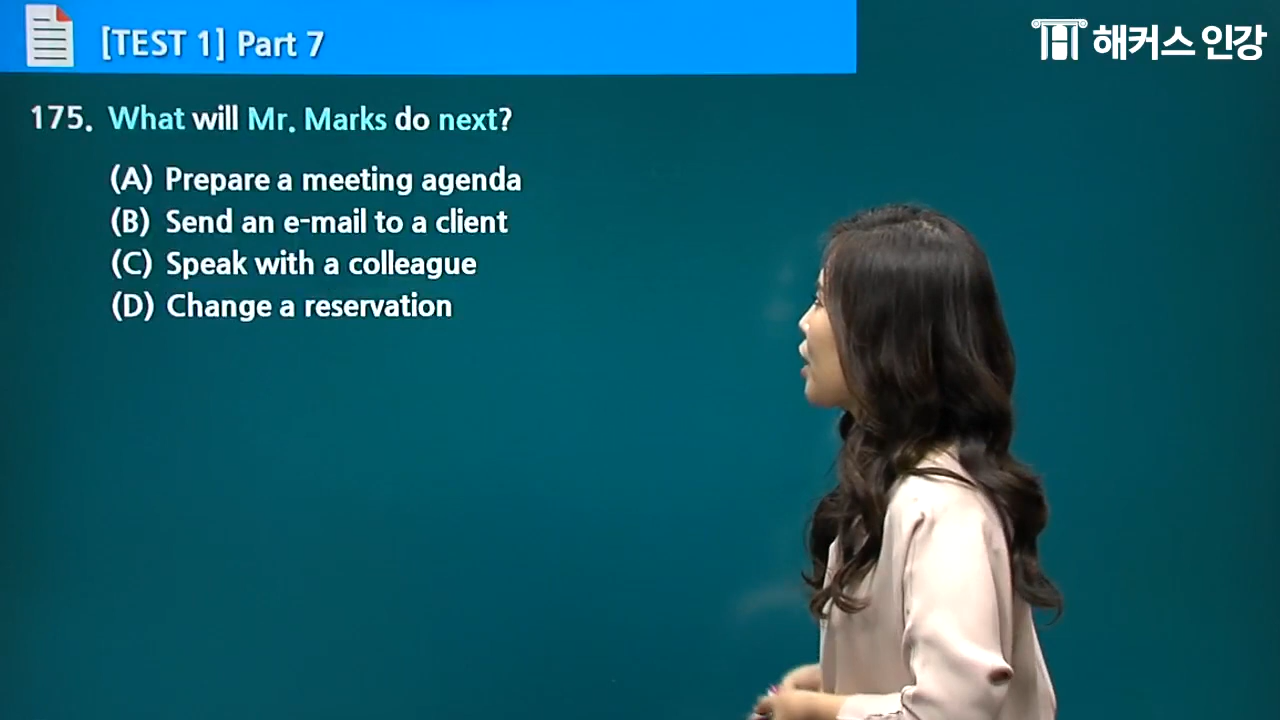 [TEST 1] Part 7
해커스 인강
175. What will Mr. Marks do next?
(A) Prepare a meeting agenda
(B) Send an e-mail to a client
(C) Speak with a colleague
(D) Change a reservation